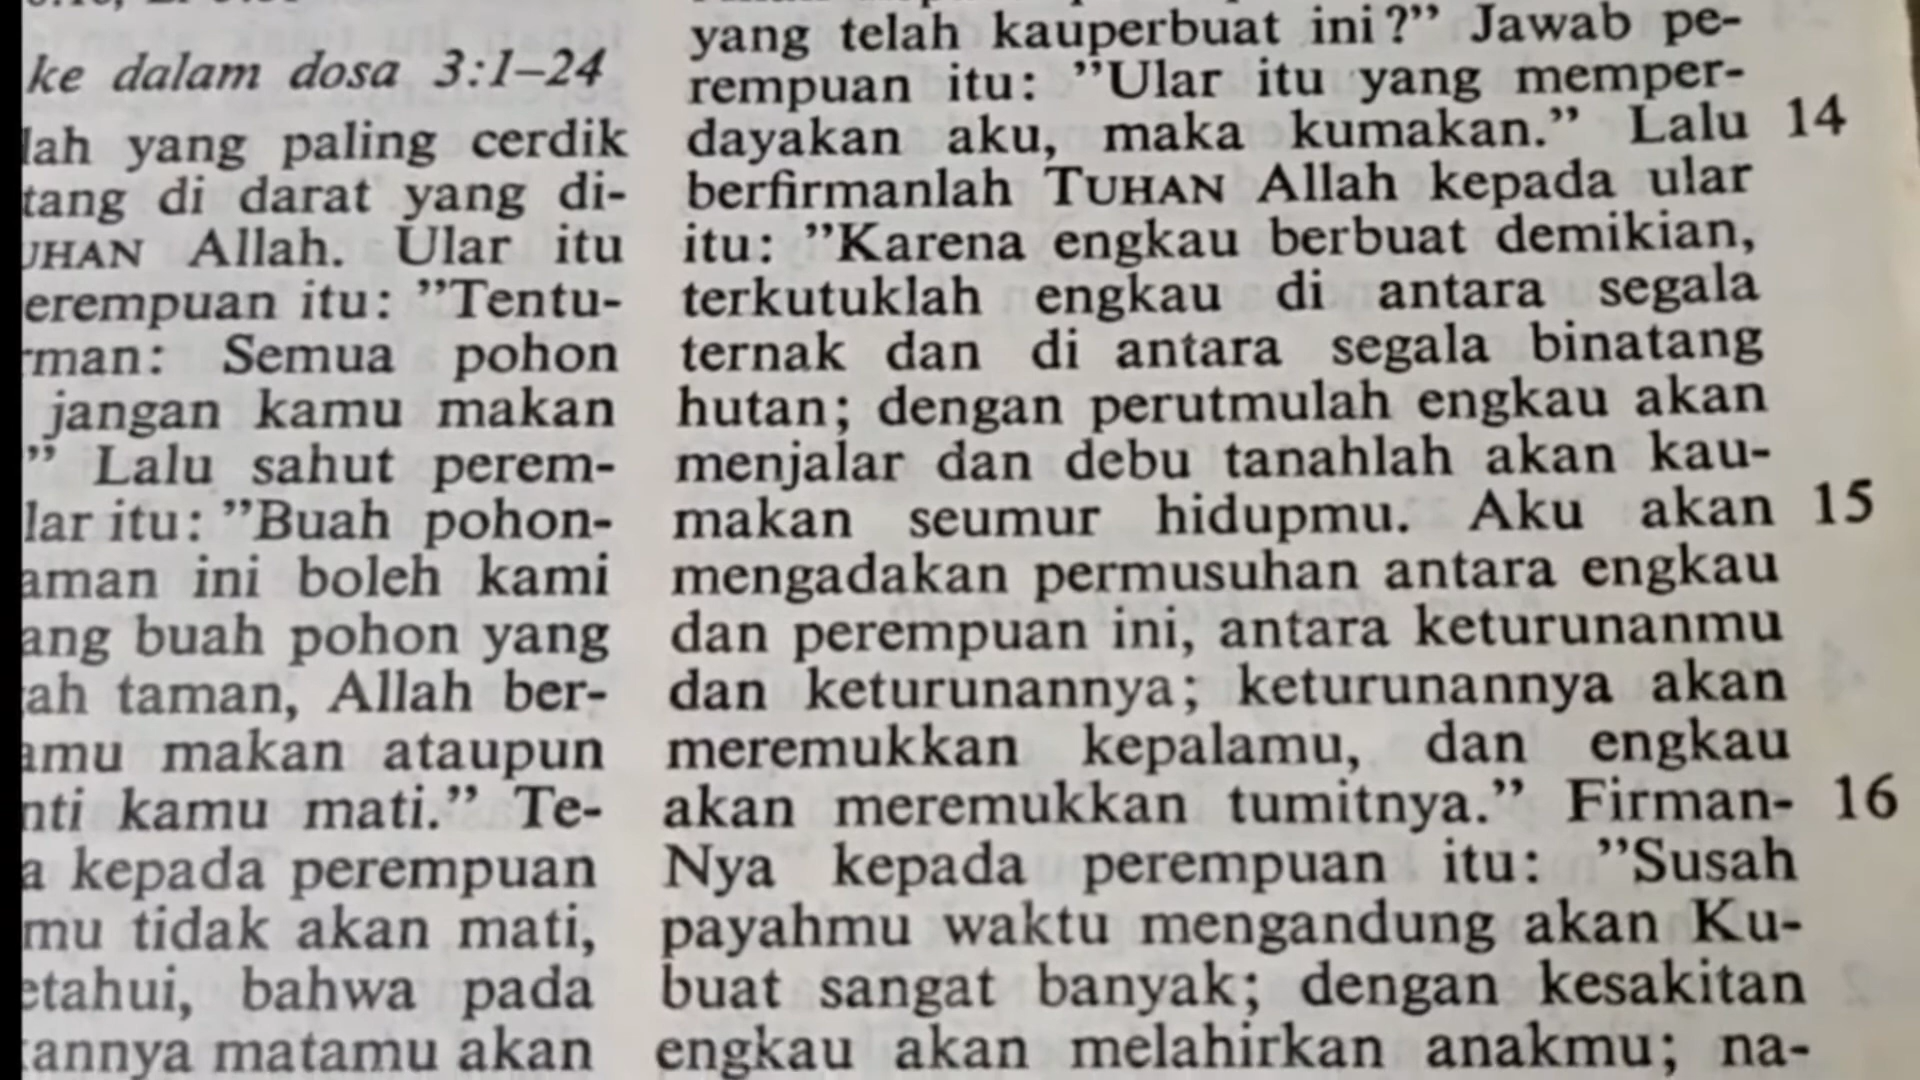 ke dalam dosa 3:1–24
lah yang paling cerdik
tang di darat yang di-
UHAN Allah. Ular itu
erempuan itu: ”Tentu-
rman: Semua pohon
jangan kamu makan
” Lalu sahut perem-
lar itu: ”Buah pohon-
aman ini boleh kami
ang buah pohon yang
ah taman, Allah ber-
amu makan ataupun
nti kamu mati.” Te-
a kepada perempuan
mu tidak akan mati,
etahui, bahwa pada
annya matamu akan
yang telah kauperbuat ini?” Jawab pe-
rempuan itu: ”Ular itu yang memper-
dayakan aku, maka kumakan.” Lalu 14
berfirmanlah TUHAN Allah kepada ular
itu: ”Karena engkau berbuat demikian,
terkutuklah engkau di antara segala
ternak dan di antara segala binatang
hutan; dengan perutmulah engkau akan
menjalar dan debu tanahlah akan kau-
makan seumur hidupmu. Aku akan 15
mengadakan permusuhan antara engkau
dan perempuan ini, antara keturunanmu
dan keturunannya; keturunannya akan
meremukkan kepalamu, dan engkau
akan meremukkan tumitnya.” Firman- 16
Nya kepada perempuan itu: ”Susah
payahmu waktu mengandung akan Ku-
buat sangat banyak; dengan kesakitan
engkau akan melahirkan anakmu; na-